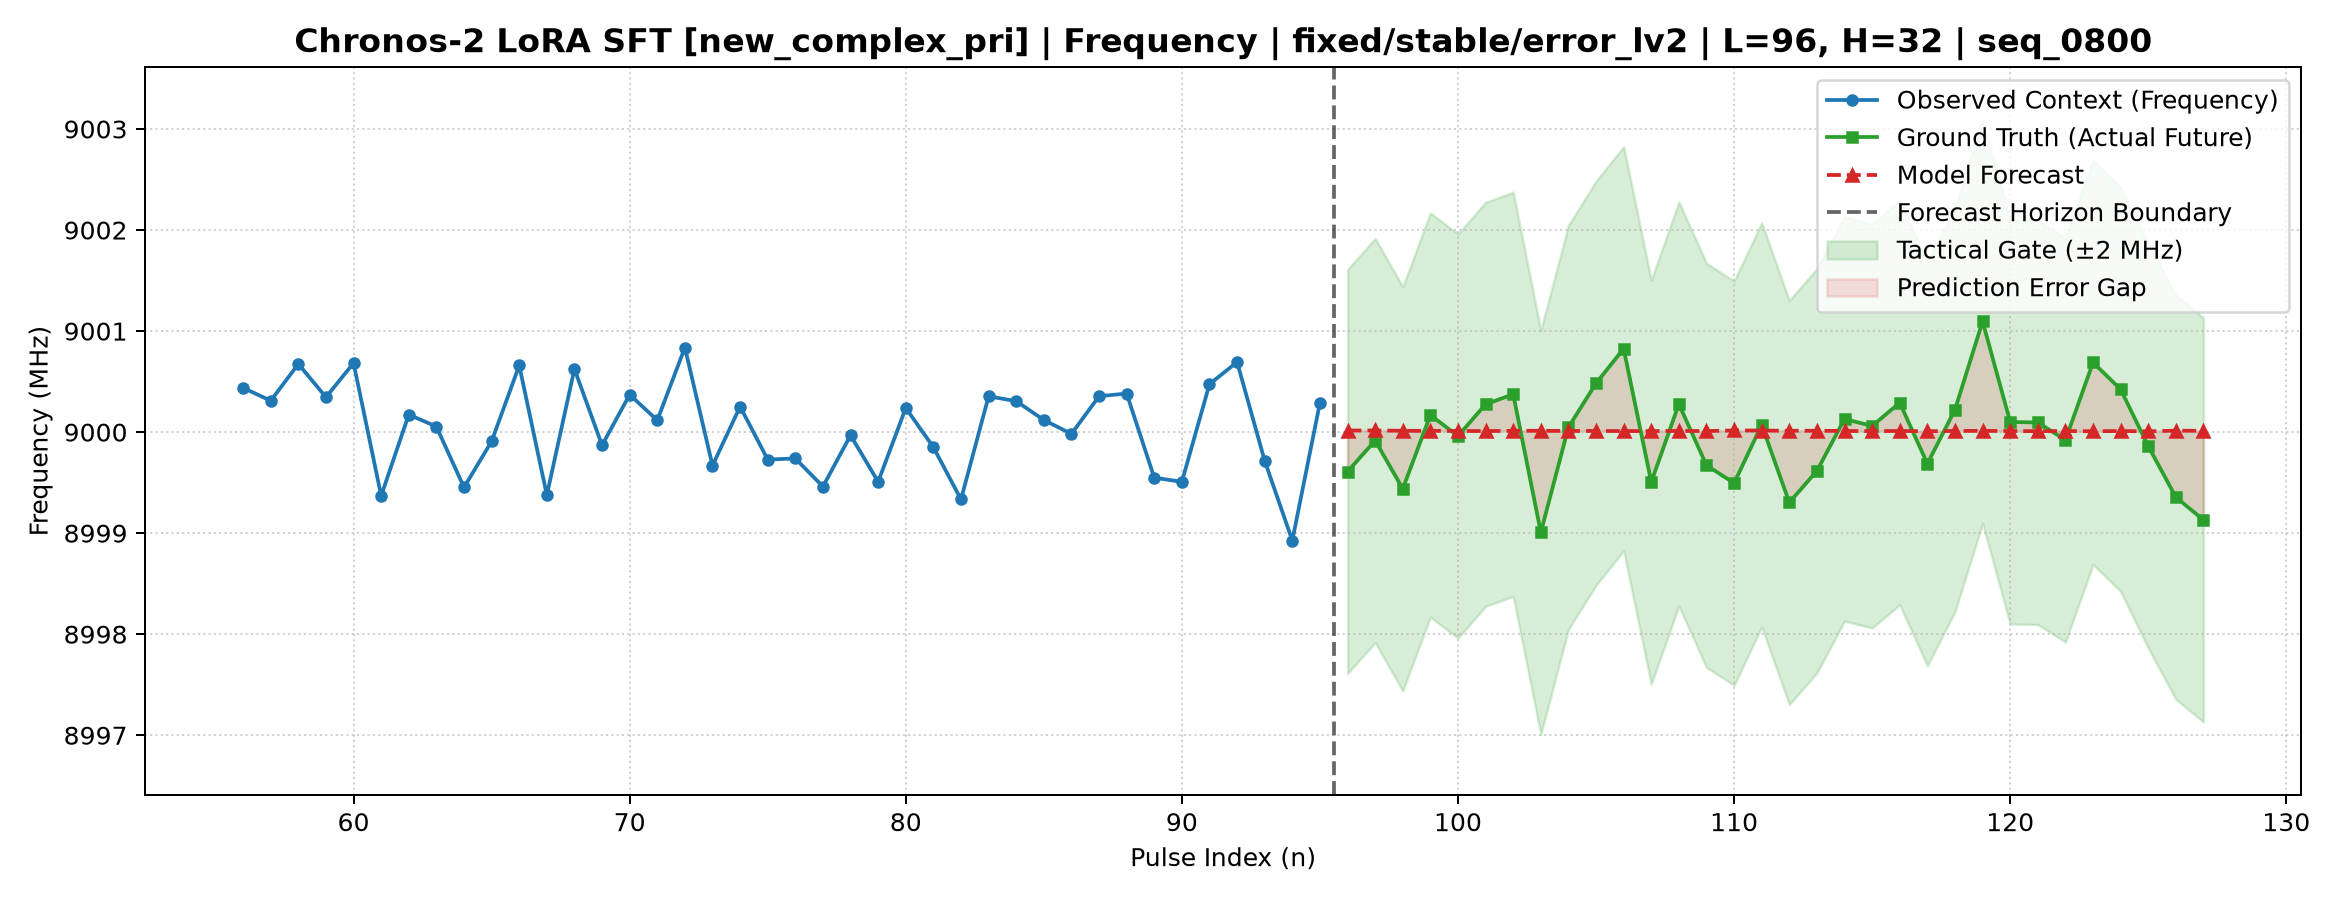 Chronos-2 LoRA SFT [new_complex_pri] | Frequency | fixed/stable/error_lv2 | L=96, H=32 | seq_0800
Observed Context (Frequency)
Ground Truth (Actual Future)
Model Forecast
Forecast Horizon Boundary
Tactical Gate (±2 MHz)
Prediction Error Gap
Frequency (MHz)
9003
9002
9001
9000
8999
8998
8997
60 70 80 90 100 110 120 130
Pulse Index (n)